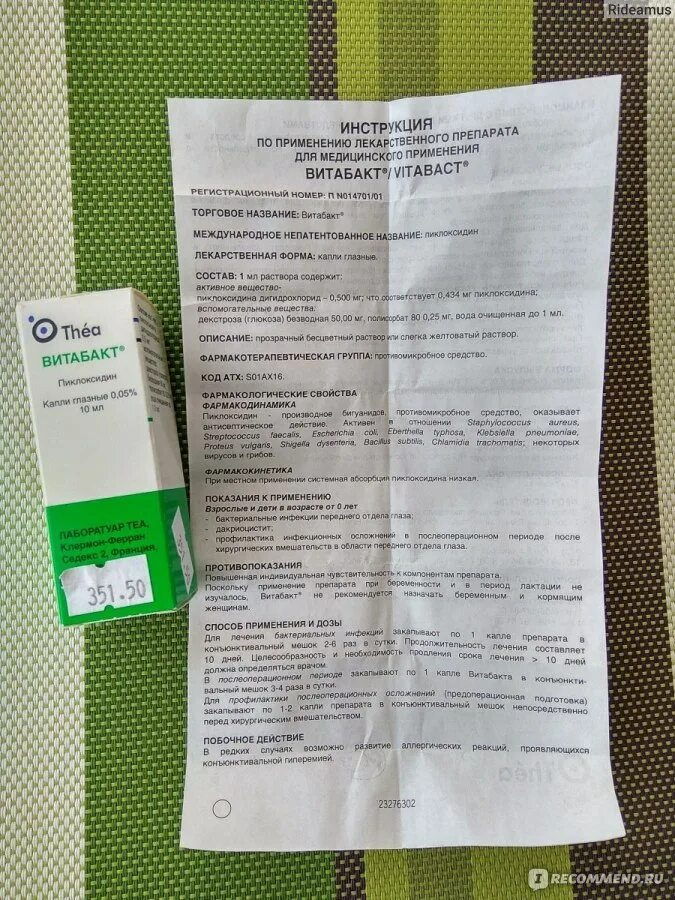 Rideamus
ИНСТРУКЦИЯ
ПО ПРИМЕНЕНИЮ ЛЕКАРСТВЕННОГО ПРЕПАРАТА
ДЛЯ МЕДИЦИНСКОГО ПРИМЕНЕНИЯ
ВИТАБАКТ®/VITABACT®
РЕГИСТРАЦИОННЫЙ НОМЕР: П N014701/01
ТОРГОВОЕ НАЗВАНИЕ: Витабакт®
МЕЖДУНАРОДНОЕ НЕПАТЕНТОВАННОЕ НАЗВАНИЕ: пиклоксидин
ЛЕКАРСТВЕННАЯ ФОРМА: капли глазные.
СОСТАВ: 1 мл раствора содержит:
активное вещество-
пиклоксидина дигидрохлорид – 0,500 мг; что соответствует 0,434 мг пиклоксидина;
вспомогательные вещества:
декстроза (глюкоза) безводная 50,00 мг, полисорбат 80 0,25 мг, вода очищенная до 1 мл.
ОПИСАНИЕ: прозрачный бесцветный раствор или слегка желтоватый раствор.
ФАРМАКОТЕРАПЕВТИЧЕСКАЯ ГРУППА: противомикробное средство.
КОД АТХ: S01AX16.
ФАРМАКОЛОГИЧЕСКИЕ СВОЙСТВА
ФАРМАКОДИНАМИКА
Пиклоксидин - производное бигуанидов, противомикробное средство, оказывает
антисептическое действие. Активен в отношении Staphylococcus aureus,
Streptococcus faecalis, Escherichia coli, Eberthella typhosa, Klebsiella pneumoniae,
Proteus vulgaris, Shigella dysenteria, Bacillus subtilis, Chlamidia trachomatis; некоторых
вирусов и грибов.
ФАРМАКОКИНЕТИКА
При местном применении системная абсорбция пиклоксидина низкая.
ПОКАЗАНИЯ К ПРИМЕНЕНИЮ
Взрослые и дети в возрасте от 0 лет
- бактериальные инфекции переднего отдела глаза;
- дакриоцистит;
- профилактика инфекционных осложнений в послеоперационном периоде после
хирургических вмешательств в области переднего отдела глаза.
ПРОТИВОПОКАЗАНИЯ
Повышенная индивидуальная чувствительность к компонентам препарата.
Поскольку применение препарата при беременности и в период лактации не
изучалось, Витабакт® не рекомендуется назначать беременным и кормящим
женщинам.
СПОСОБ ПРИМЕНЕНИЯ И ДОЗЫ
Для лечения бактериальных инфекций закапывают по 1 капле препарата в
конъюнктивальный мешок 2-6 раз в сутки. Продолжительность лечения составляет
10 дней. Целесообразность и необходимость продления срока лечения > 10 дней
должна определяться врачом.
В послеоперационном периоде закапывают по 1 капле Витабакта в конъюнкти-
вальный мешок 3-4 раза в сутки.
Для профилактики послеоперационных осложнений (предоперационная подготовка)
закапывают по 1-2 капли препарата в конъюнктивальный мешок непосредственно
перед хирургическим вмешательством.
ПОБОЧНОЕ ДЕЙСТВИЕ
В редких случаях возможно развитие аллергических реакций, проявляющихся
конъюнктивальной гиперемией.
23276302
Théa
Théa
ВИТАБАКТ®
Пиклоксидин
Капли глазные 0,05%
10 мл
ЛАБОРАТУАР ТЕА,
Клермон-Ферран
Седекс 2, Франция,
351.50
IRECOMMEND.RU